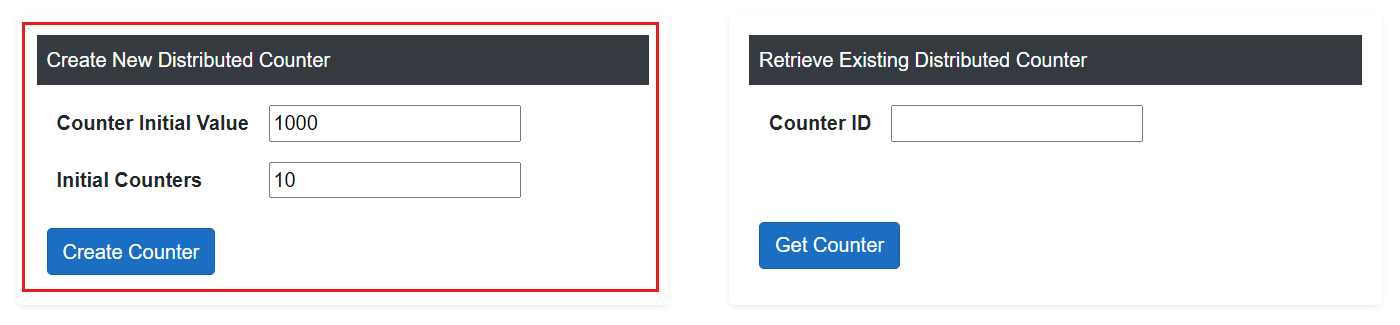 Create New Distributed Counter
Counter Initial Value 1000
Initial Counters 10
Create Counter
Retrieve Existing Distributed Counter
Counter ID
Get Counter